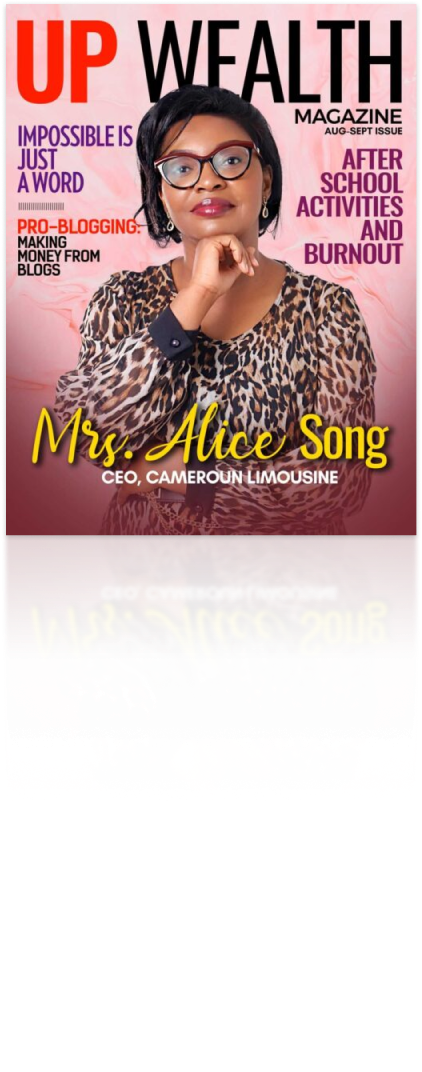 UP WEALTH
MAGAZINE
AUG-SEPT ISSUE
IMPOSSIBLE IS
JUST
A WORD
PRO-BLOGGING:
MAKING
MONEY FROM
BLOGS
AFTER
SCHOOL
ACTIVITIES
AND
BURNOUT
Mrs. Alice Song
CEO, CAMEROUN LIMOUSINE